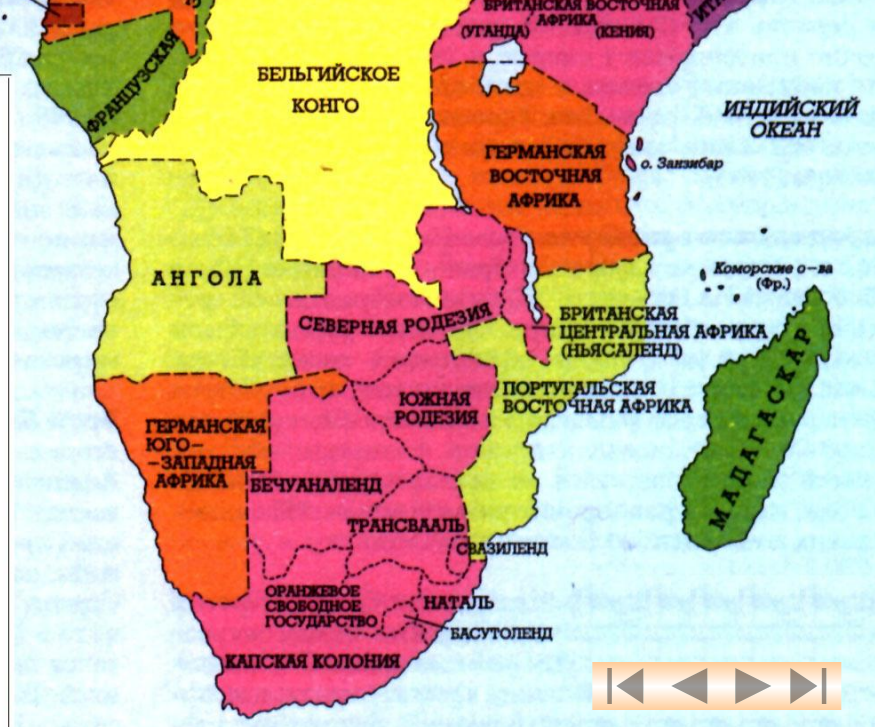 БРИТАНСКАЯ ВОСТОЧНАЯ
АФРИКА
(УГАНДА) (КЕНИЯ)
ФРАНЦУЗСКАЯ
БЕЛЬГИЙСКОЕ
КОНГО
ИНДИЙСКИЙ
ОКЕАН
ГЕРМАНСКАЯ
ВОСТОЧНАЯ
АФРИКА
о. Занзибар
АНГОЛА
Коморские о-ва
(Фр.)
СЕВЕРНАЯ РОДЕЗИЯ
БРИТАНСКАЯ
ЦЕНТРАЛЬНАЯ АФРИКА
(НЬЯСАЛЕНД)
МАДАГАСКАР
ЮЖНАЯ
РОДЕЗИЯ
ПОРТУГАЛЬСКАЯ
ВОСТОЧНАЯ АФРИКА
ГЕРМАНСКАЯ
ЮГО-
-ЗАПАДНАЯ
АФРИКА
БЕЧУАНАЛЕНД
ТРАНСВААЛЬ
СВАЗИЛЕНД
ОРАНЖЕВОЕ
СВОБОДНОЕ
ГОСУДАРСТВО
НАТАЛЬ
БАСУТОЛЕНД
КАПСКАЯ КОЛОНИЯ